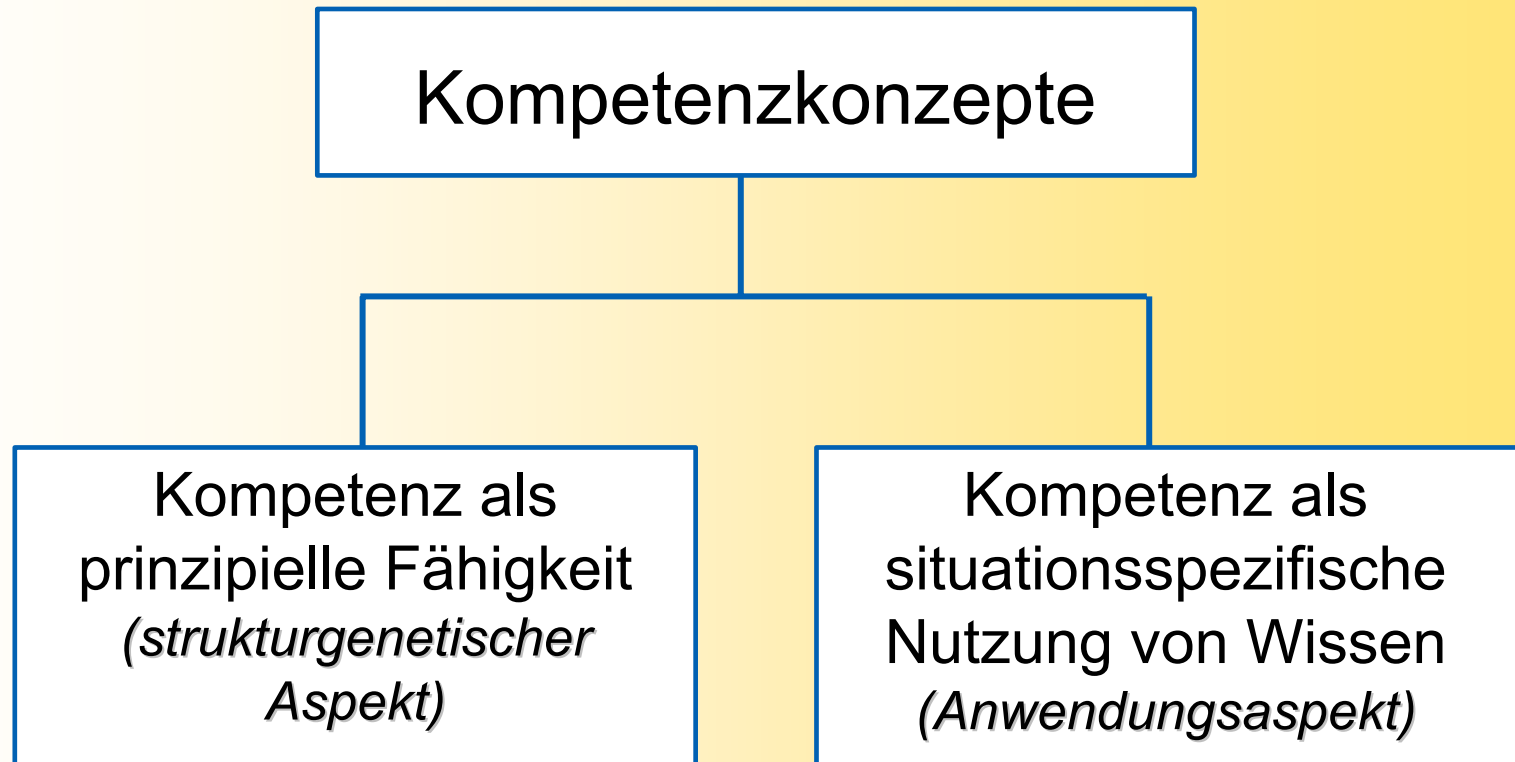 Kompetenzkonzepte
Kompetenz als
prinzipielle Fähigkeit
(strukturgenetischer
Aspekt)
Kompetenz als
situationsspezifische
Nutzung von Wissen
(Anwendungsaspekt)